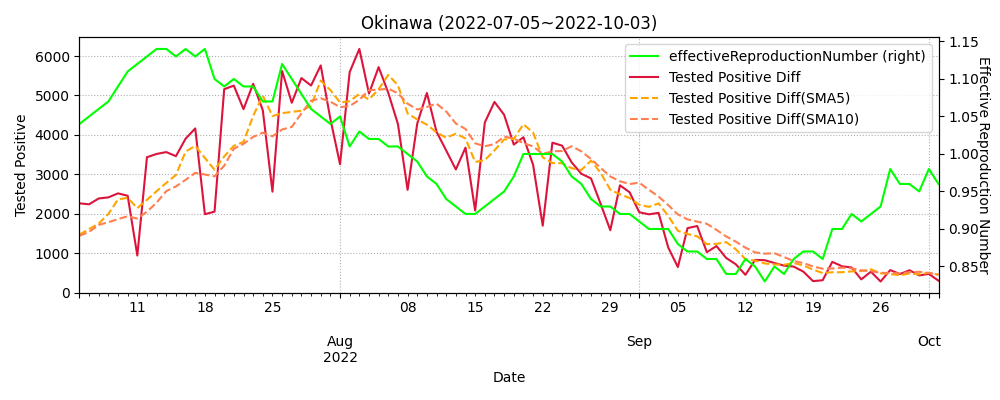 Okinawa (2022-07-05~2022-10-03)
effectiveReproductionNumber (right)
Tested Positive Diff
Tested Positive Diff(SMA5)
Tested Positive Diff(SMA10)
Tested Positive
6000
5000
4000
3000
2000
1000
0
1.15
1.10
1.05
1.00
0.95
0.90
0.85
Effective Reproduction Number
11 18 25 08 15 22 29 05 12 19 26
Aug Sep Oct
2022
Date